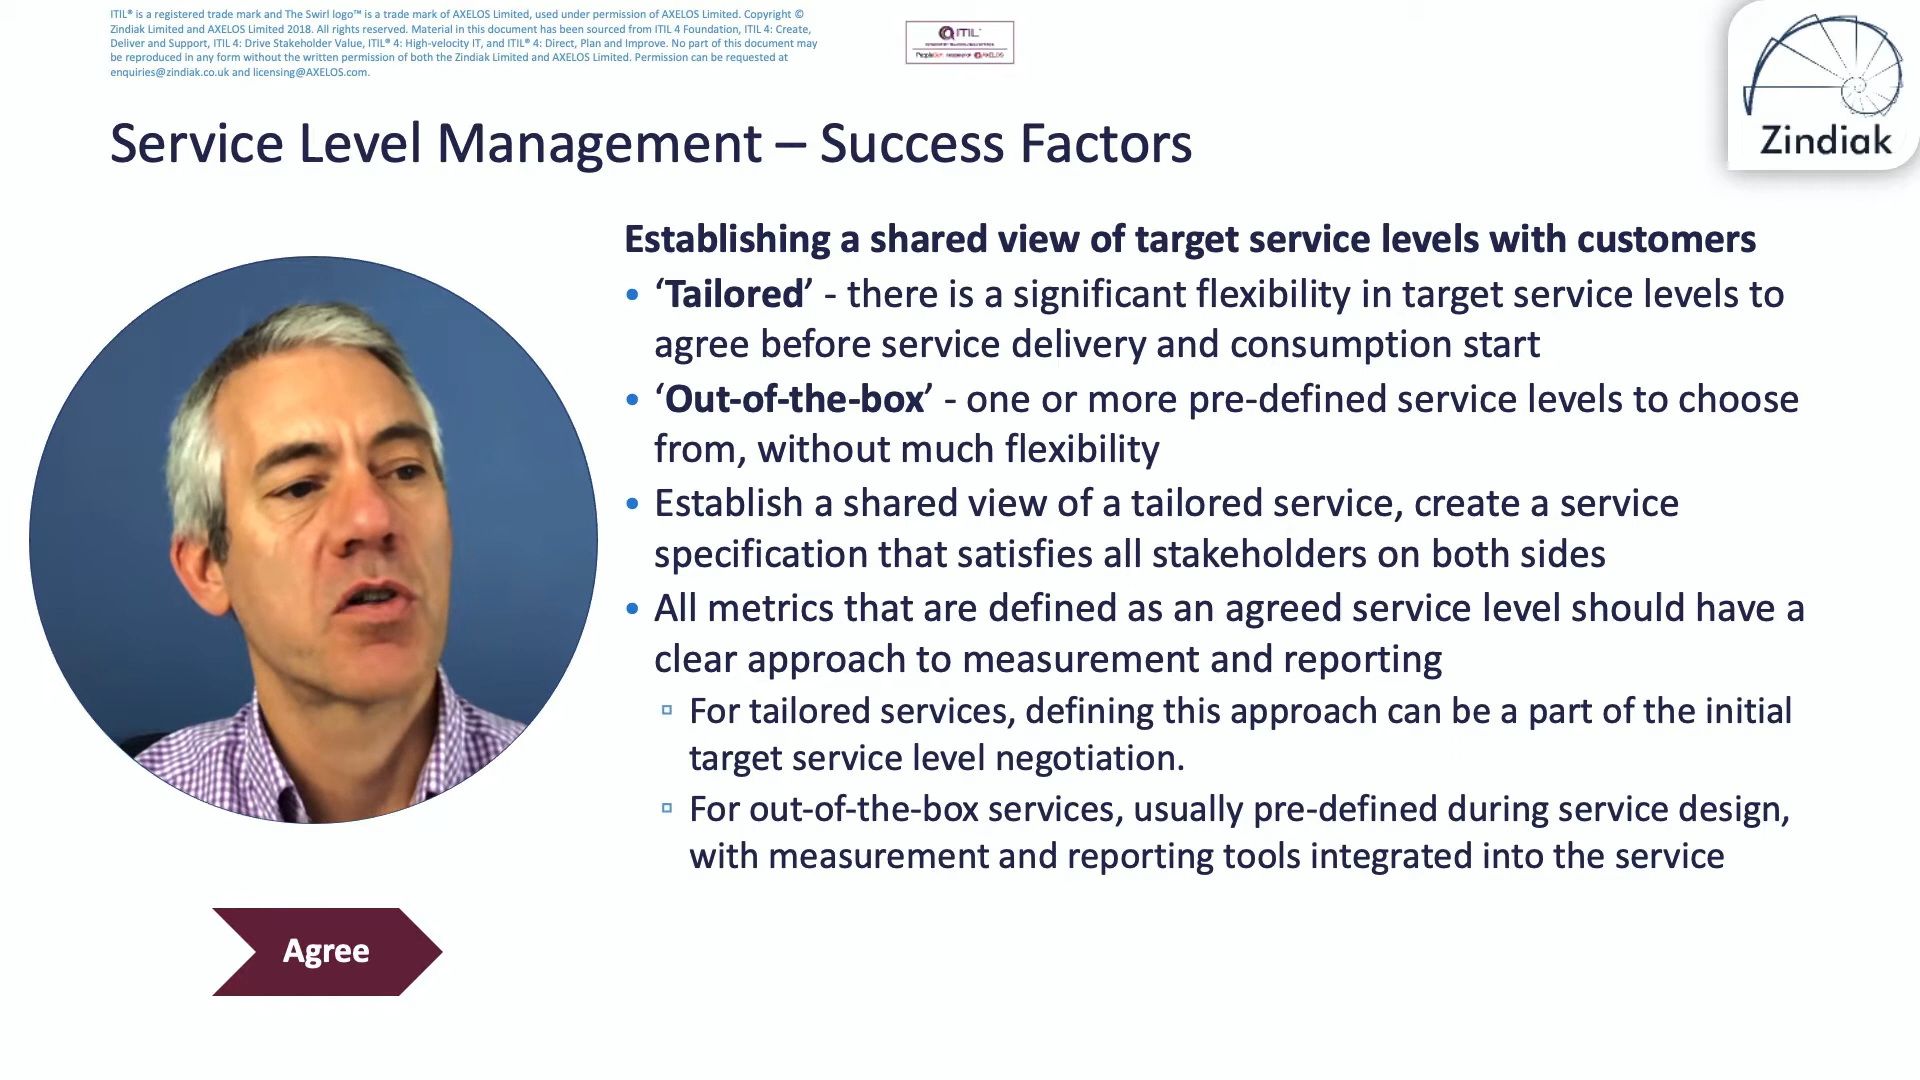 ITIL® is a registered trade mark and The Swirl logo™ is a trade mark of AXELOS Limited, used under permission of AXELOS Limited. Copyright ©
Zindiak Limited and AXELOS Limited 2018. All rights reserved. Material in this document has been sourced from ITIL 4 Foundation, ITIL 4: Create,
Deliver and Support, ITIL 4: Drive Stakeholder Value, ITIL® 4: High-velocity IT, and ITIL® 4: Direct, Plan and Improve. No part of this document may
be reproduced in any form without the written permission of both the Zindiak Limited and AXELOS Limited. Permission can be requested at
enquiries@zindiak.co.uk and licensing@AXELOS.com.
ITIL
AXELOS
Zindiak
Service Level Management – Success Factors
Establishing a shared view of target service levels with customers
• ‘Tailored’ - there is a significant flexibility in target service levels to
agree before service delivery and consumption start
• ‘Out-of-the-box’ - one or more pre-defined service levels to choose
from, without much flexibility
• Establish a shared view of a tailored service, create a service
specification that satisfies all stakeholders on both sides
• All metrics that are defined as an agreed service level should have a
clear approach to measurement and reporting
▫ For tailored services, defining this approach can be a part of the initial
target service level negotiation.
▫ For out-of-the-box services, usually pre-defined during service design,
with measurement and reporting tools integrated into the service
Agree